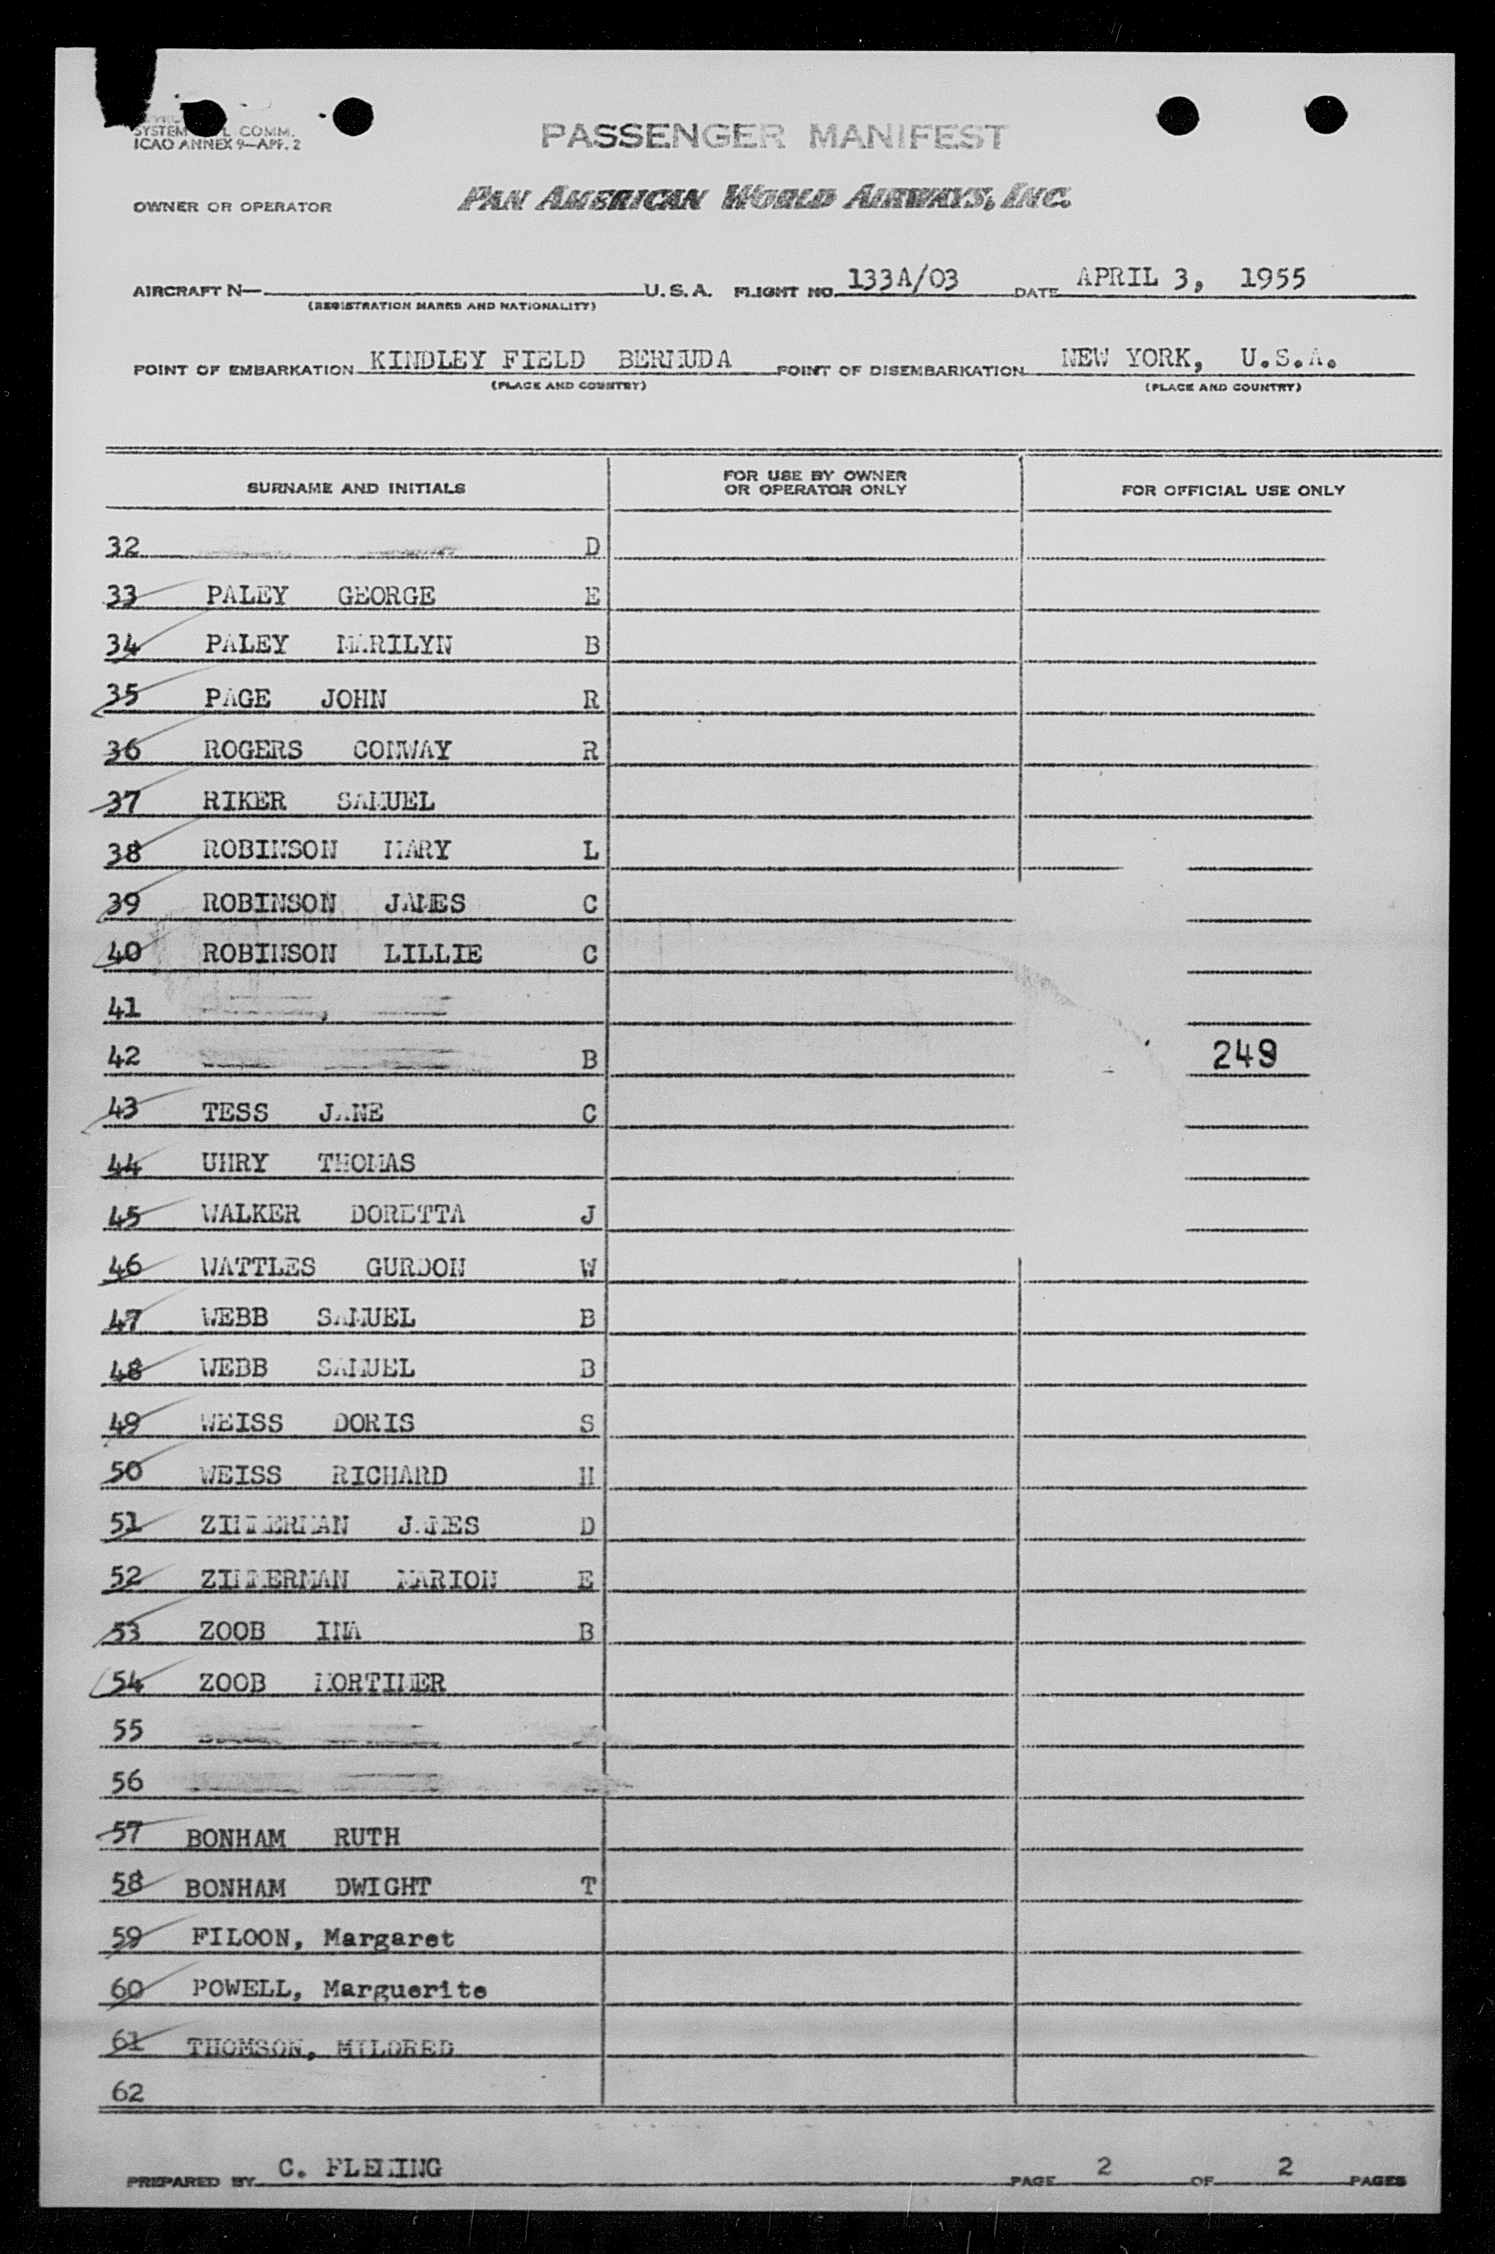 SYSTEM COMM.
ICAO ANNEX 9—APP. 2
PASSENGER MANIFEST
OWNER OR OPERATOR PAN AMERICAN WORLD AIRWAYS, INC.
AIRCRAFT N— U.S.A. FLIGHT NO. 133A/03 DATE APRIL 3, 1955
(REGISTRATION MARKS AND NATIONALITY)
POINT OF EMBARKATION KINDLEY FIELD BERMUDA POINT OF DISEMBARKATION NEW YORK, U.S.A.
(PLACE AND COUNTRY) (PLACE AND COUNTRY)
SURNAME AND INITIALS FOR USE BY OWNER OR OPERATOR ONLY FOR OFFICIAL USE ONLY
32 D
33 PALEY GEORGE E
34 PALEY MARILYN B
35 PAGE JOHN R
36 ROGERS CONWAY R
37 RIKER SAMUEL
38 ROBINSON MARY L
39 ROBINSON JAMES C
40 ROBINSON LILLIE C
41
42 B 249
43 TESS JANE C
44 UHRY THOMAS
45 WALKER DORETTA J
46 WATTLES GURDON W
47 WEBB SAMUEL B
48 WEBB SAMUEL B
49 WEISS DORIS S
50 WEISS RICHARD H
51 ZIMMERMAN JAMES D
52 ZIMMERMAN MARION E
53 ZOOB INA B
54 ZOOB MORTIMER
55
56
57 BONHAM RUTH
58 BONHAM DWIGHT T
59 FILOON, Margaret
60 POWELL, Marguerite
61 THOMSON, MILDRED
62
PREPARED BY C. FLEMING PAGE 2 OF 2 PAGES